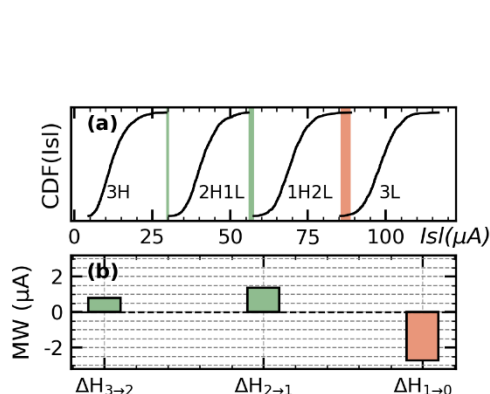 (a)
CDF(Isl)
3H 2H1L 1H2L 3L
0 25 50 75 100 Isl(μA)
(b)
MW (μA)
2
0
-2
ΔH3→2 ΔH2→1 ΔH1→0